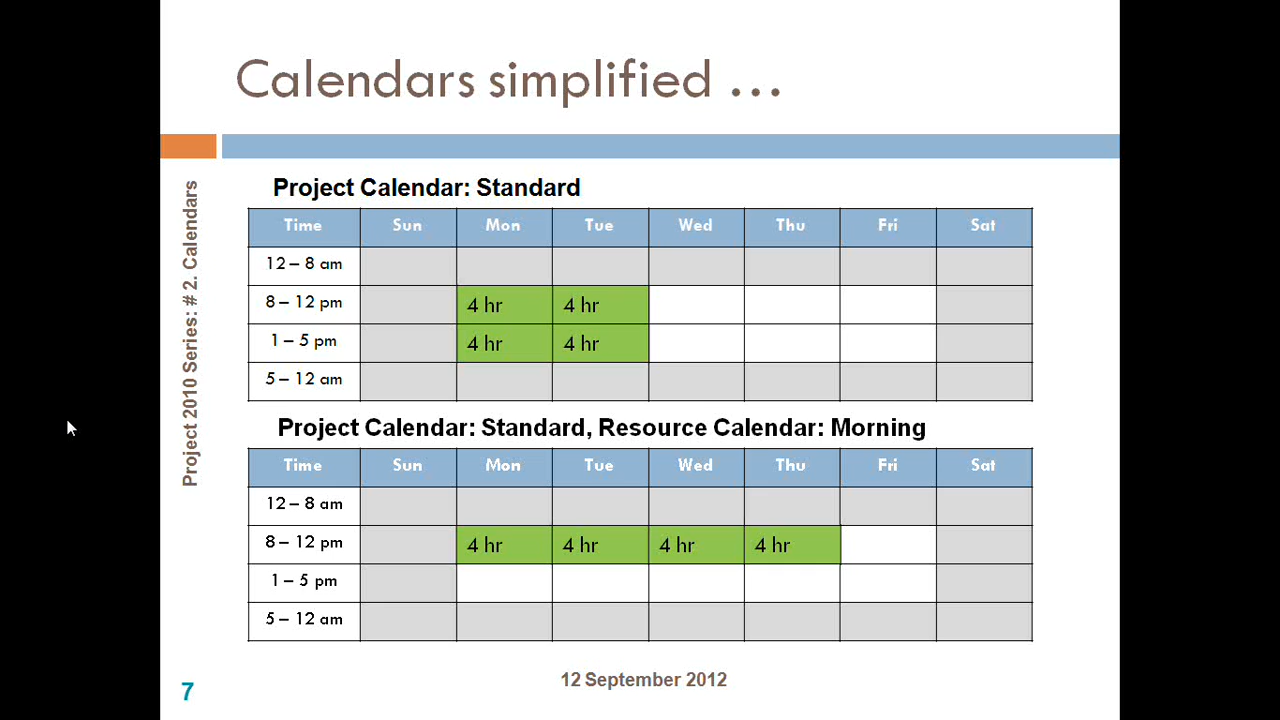 Calendars simplified ...
Project 2010 Series: # 2. Calendars
Project Calendar: Standard
Time Sun Mon Tue Wed Thu Fri Sat
12 – 8 am
8 – 12 pm 4 hr 4 hr
1 – 5 pm 4 hr 4 hr
5 – 12 am
Project Calendar: Standard, Resource Calendar: Morning
Time Sun Mon Tue Wed Thu Fri Sat
12 – 8 am
8 – 12 pm 4 hr 4 hr 4 hr 4 hr
1 – 5 pm
5 – 12 am
12 September 2012
7